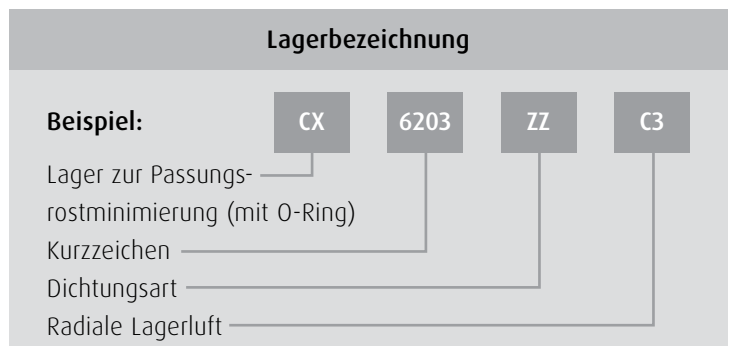 Lagerbezeichnung
Beispiel: CX 6203 ZZ C3
Lager zur Passungs-
rostminimierung (mit O-Ring)
Kurzzeichen
Dichtungsart
Radiale Lagerluft